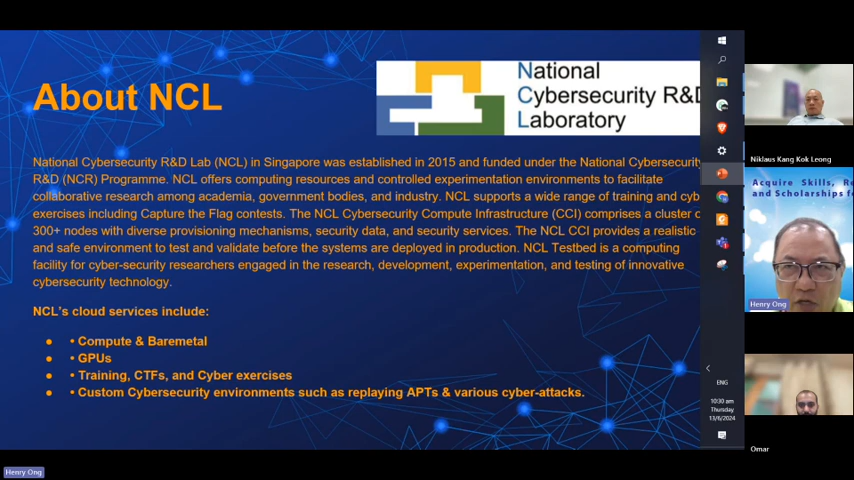 About NCL
National
Cybersecurity R&D
Laboratory
National Cybersecurity R&D Lab (NCL) in Singapore was established in 2015 and funded under the National Cybersecurity
R&D (NCR) Programme. NCL offers computing resources and controlled experimentation environments to facilitate
collaborative research among academia, government bodies, and industry. NCL supports a wide range of training and cyb
exercises including Capture the Flag contests. The NCL Cybersecurity Compute Infrastructure (CCI) comprises a cluster o
300+ nodes with diverse provisioning mechanisms, security data, and security services. The NCL CCI provides a realistic
and safe environment to test and validate before the systems are deployed in production. NCL Testbed is a computing
facility for cyber-security researchers engaged in the research, development, experimentation, and testing of innovative
cybersecurity technology.
NCL's cloud services include:
• • Compute & Baremetal
• • GPUs
• • Training, CTFs, and Cyber exercises
• • Custom Cybersecurity environments such as replaying APTs & various cyber-attacks.
ENG
10:30 am
Thursday
13/6/2024
Niklaus Kang Kok Leong
Acquire Skills, Re
and Scholarships fo
Henry Ong
Omar
Henry Ong